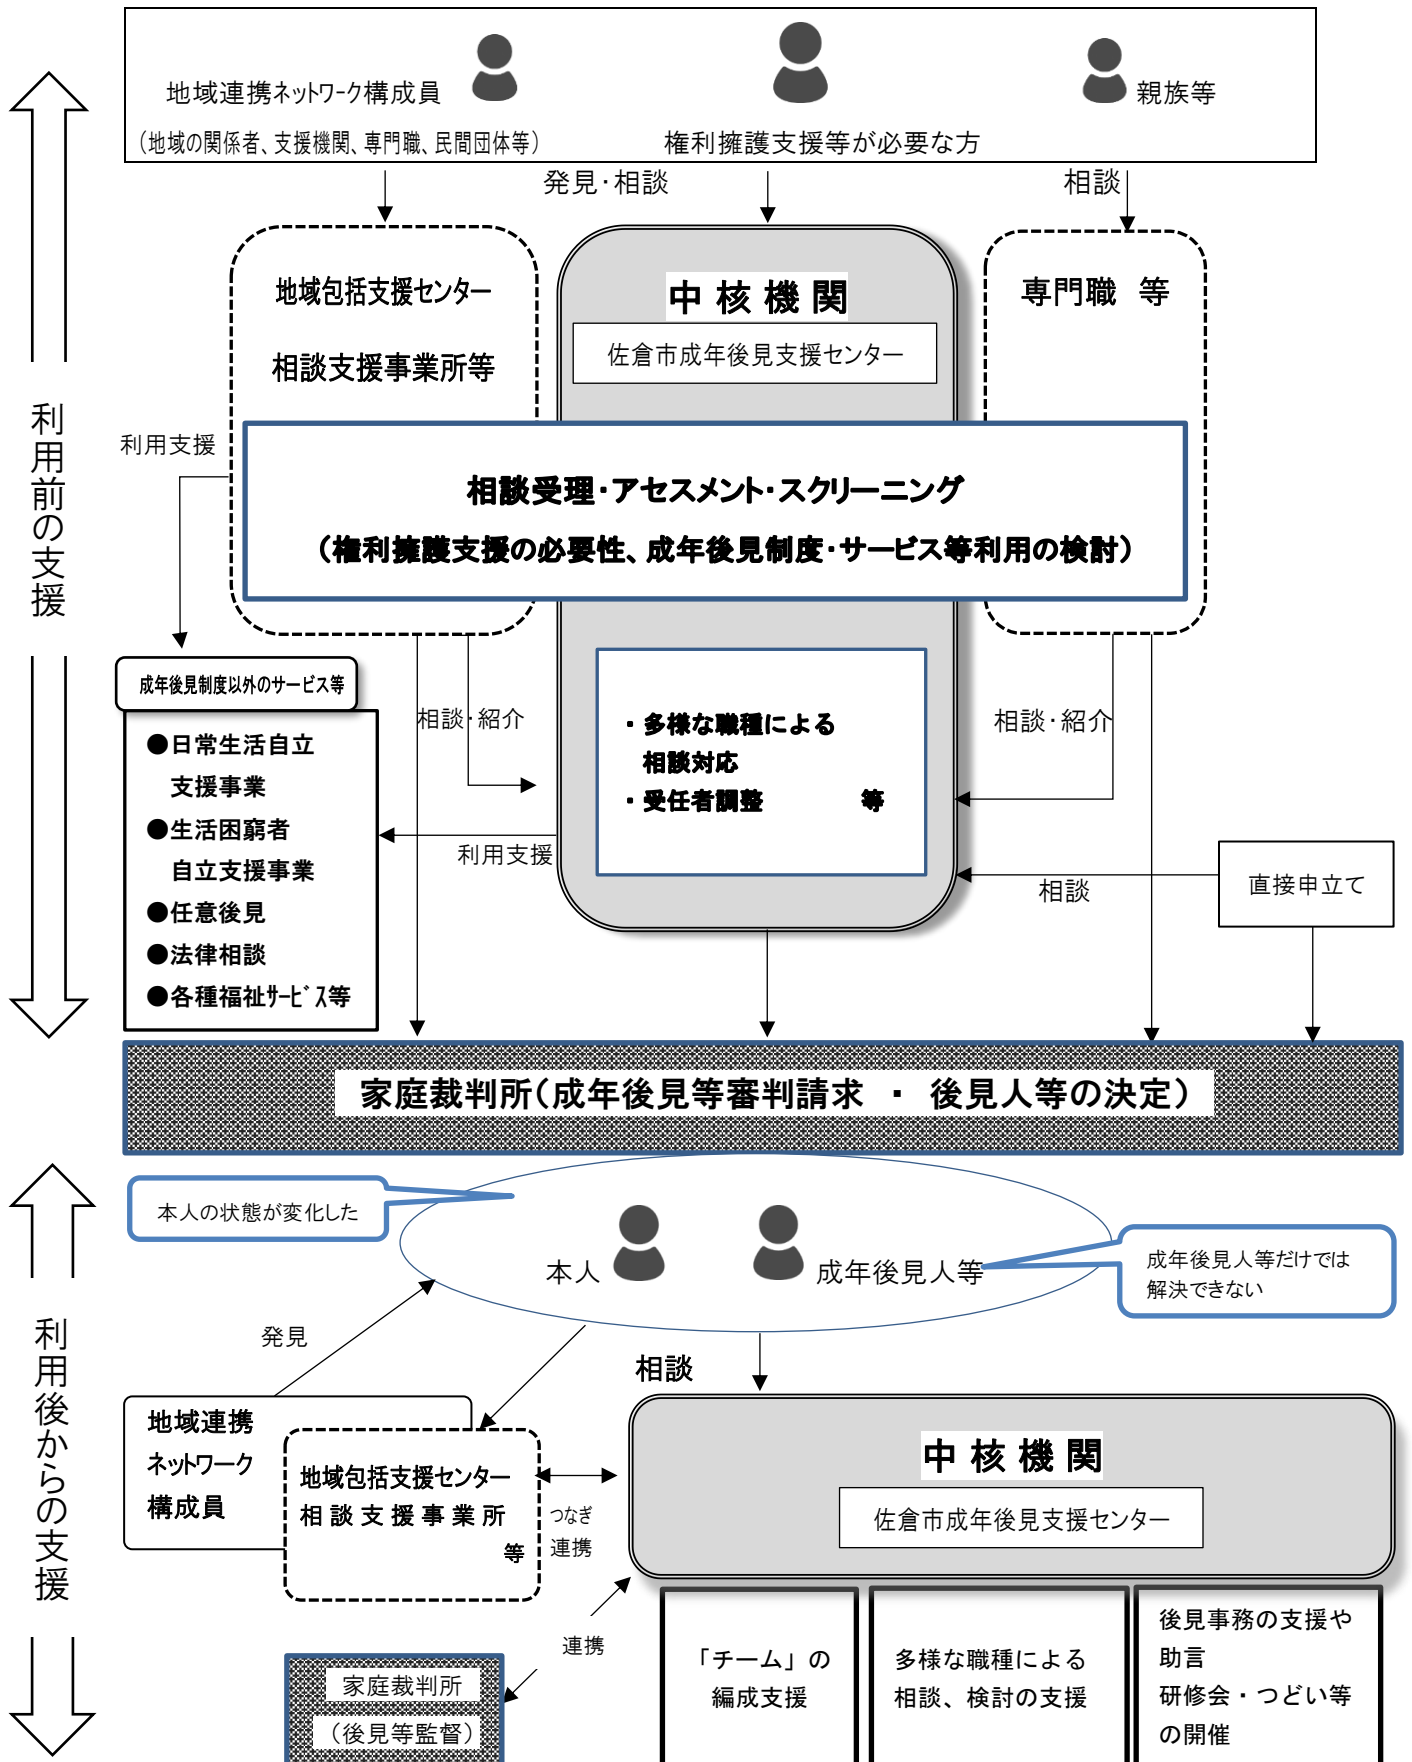 地域連携ネットワーク構成員
（地域の関係者、支援機関、専門職、民間団体等）
権利擁護支援等が必要な方
親族等
発見・相談
相談
利用前の支援
地域包括支援センター
相談支援事業所等
中核機関
佐倉市成年後見支援センター
専門職　等
利用支援
相談受理・アセスメント・スクリーニング
（権利擁護支援の必要性、成年後見制度・サービス等利用の検討）
成年後見制度以外のサービス等
●日常生活自立
支援事業
●生活困窮者
自立支援事業
●任意後見
●法律相談
●各種福祉ｻｰﾋﾞｽ等
相談・紹介
・多様な職種による
相談対応
・受任者調整　　　　等
相談・紹介
利用支援
相談
直接申立て
家庭裁判所（成年後見等審判請求　・　後見人等の決定）
本人の状態が変化した
本人
成年後見人等
成年後見人等だけでは
解決できない
利用後からの支援
発見
相談
地域連携
ネットワーク
構成員
地域包括支援センター
相談支援事業所
等
つなぎ
連携
中核機関
佐倉市成年後見支援センター
連携
家庭裁判所
（後見等監督）
「チーム」の
編成支援
多様な職種による
相談、検討の支援
後見事務の支援や
助言
研修会・つどい等
の開催